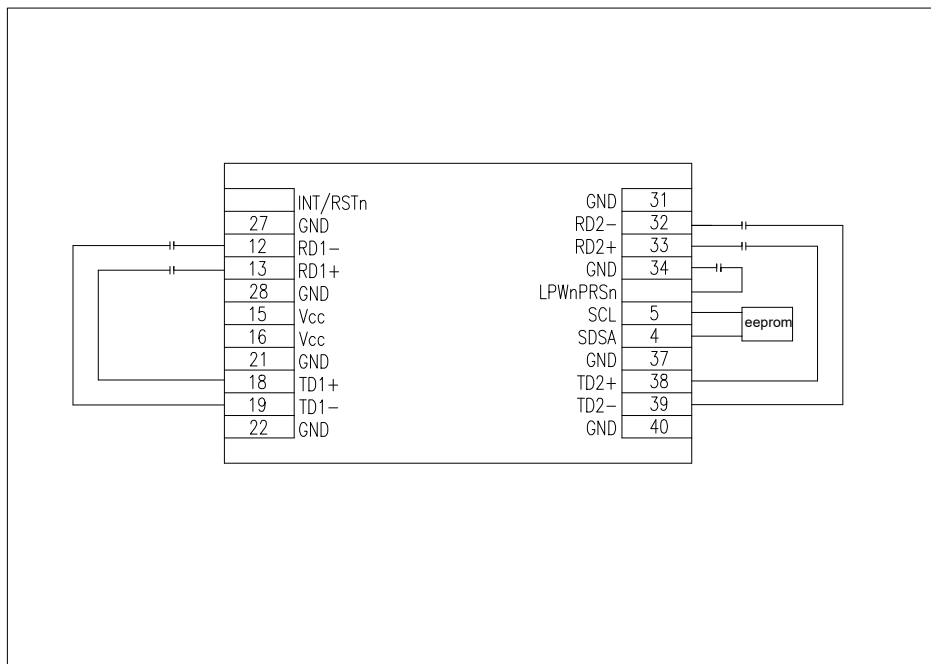 INT/RSTn
27 GND
12 RD1-
13 RD1+
28 GND
15 Vcc
16 Vcc
21 GND
18 TD1+
19 TD1-
22 GND
GND 31
RD2- 32
RD2+ 33
GND 34
LPWnPRSn
SCL 5
SDSA 4
GND 37
TD2+ 38
TD2- 39
GND 40
eeprom